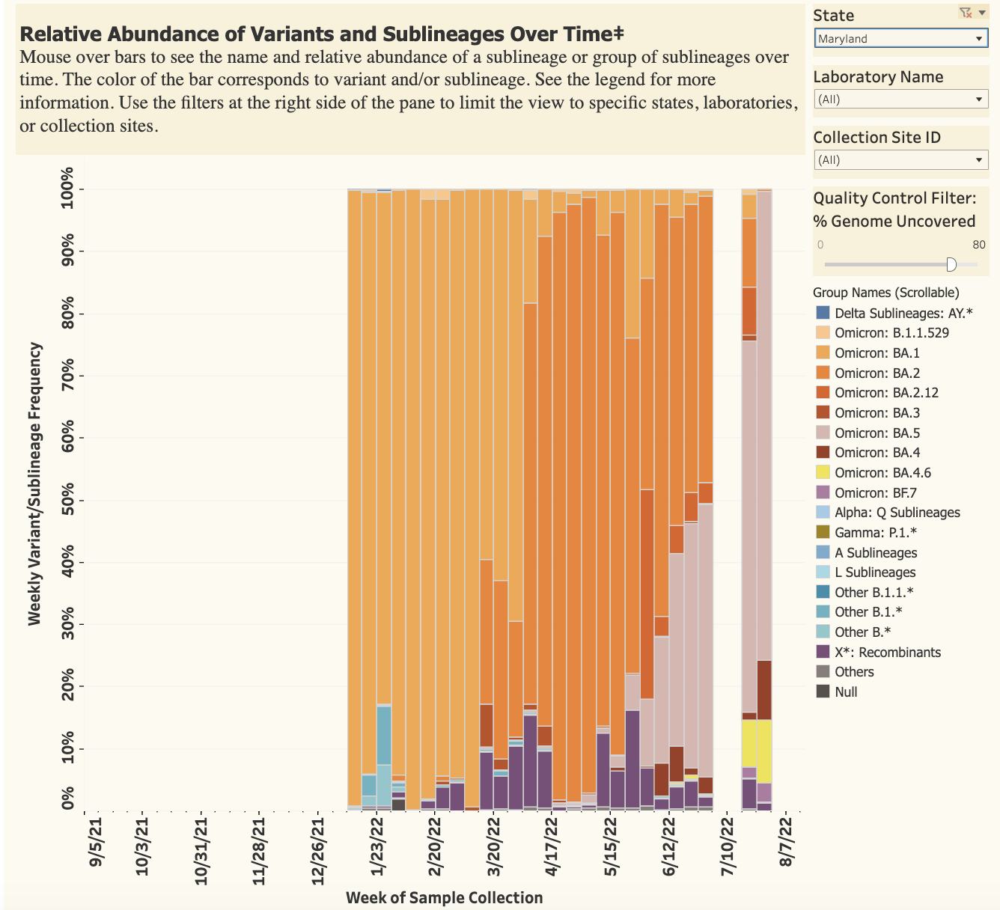 Relative Abundance of Variants and Sublineages Over Time‡
Mouse over bars to see the name and relative abundance of a sublineage or group of sublineages over
time. The color of the bar corresponds to variant and/or sublineage. See the legend for more
information. Use the filters at the right side of the pane to limit the view to specific states, laboratories,
or collection sites.
State
Maryland
Laboratory Name
(All)
Collection Site ID
(All)
Quality Control Filter:
% Genome Uncovered
0 80
Group Names (Scrollable)
Delta Sublineages: AY.*
Omicron: B.1.1.529
Omicron: BA.1
Omicron: BA.2
Omicron: BA.2.12
Omicron: BA.3
Omicron: BA.5
Omicron: BA.4
Omicron: BA.4.6
Omicron: BF.7
Alpha: Q Sublineages
Gamma: P.1.*
A Sublineages
L Sublineages
Other B.1.1.*
Other B.1.*
Other B.*
X*: Recombinants
Others
Null
Weekly Variant/Sublineage Frequency
100%
90%
80%
70%
60%
50%
40%
30%
20%
10%
0%
9/5/21
10/3/21
10/31/21
11/28/21
12/26/21
1/23/22
2/20/22
3/20/22
4/17/22
5/15/22
6/12/22
7/10/22
8/7/22
Week of Sample Collection